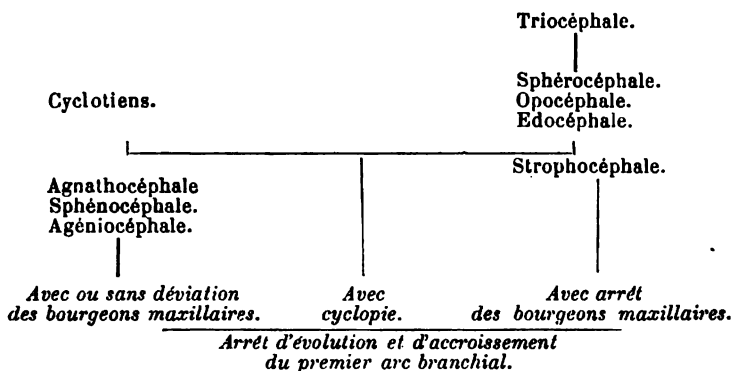 Triocéphale.
Cyclotiens.
Sphérocéphale.
Opocéphale.
Edocéphale.
Strophocéphale.
Agnathocéphale
Sphénocéphale.
Agéniocéphale.
Avec ou sans déviation
des bourgeons maxillaires.
Avec
cyclopie.
Avec arrêt
des bourgeons maxillaires.
Arrêt d'évolution et d'accroissement
du premier arc branchial.